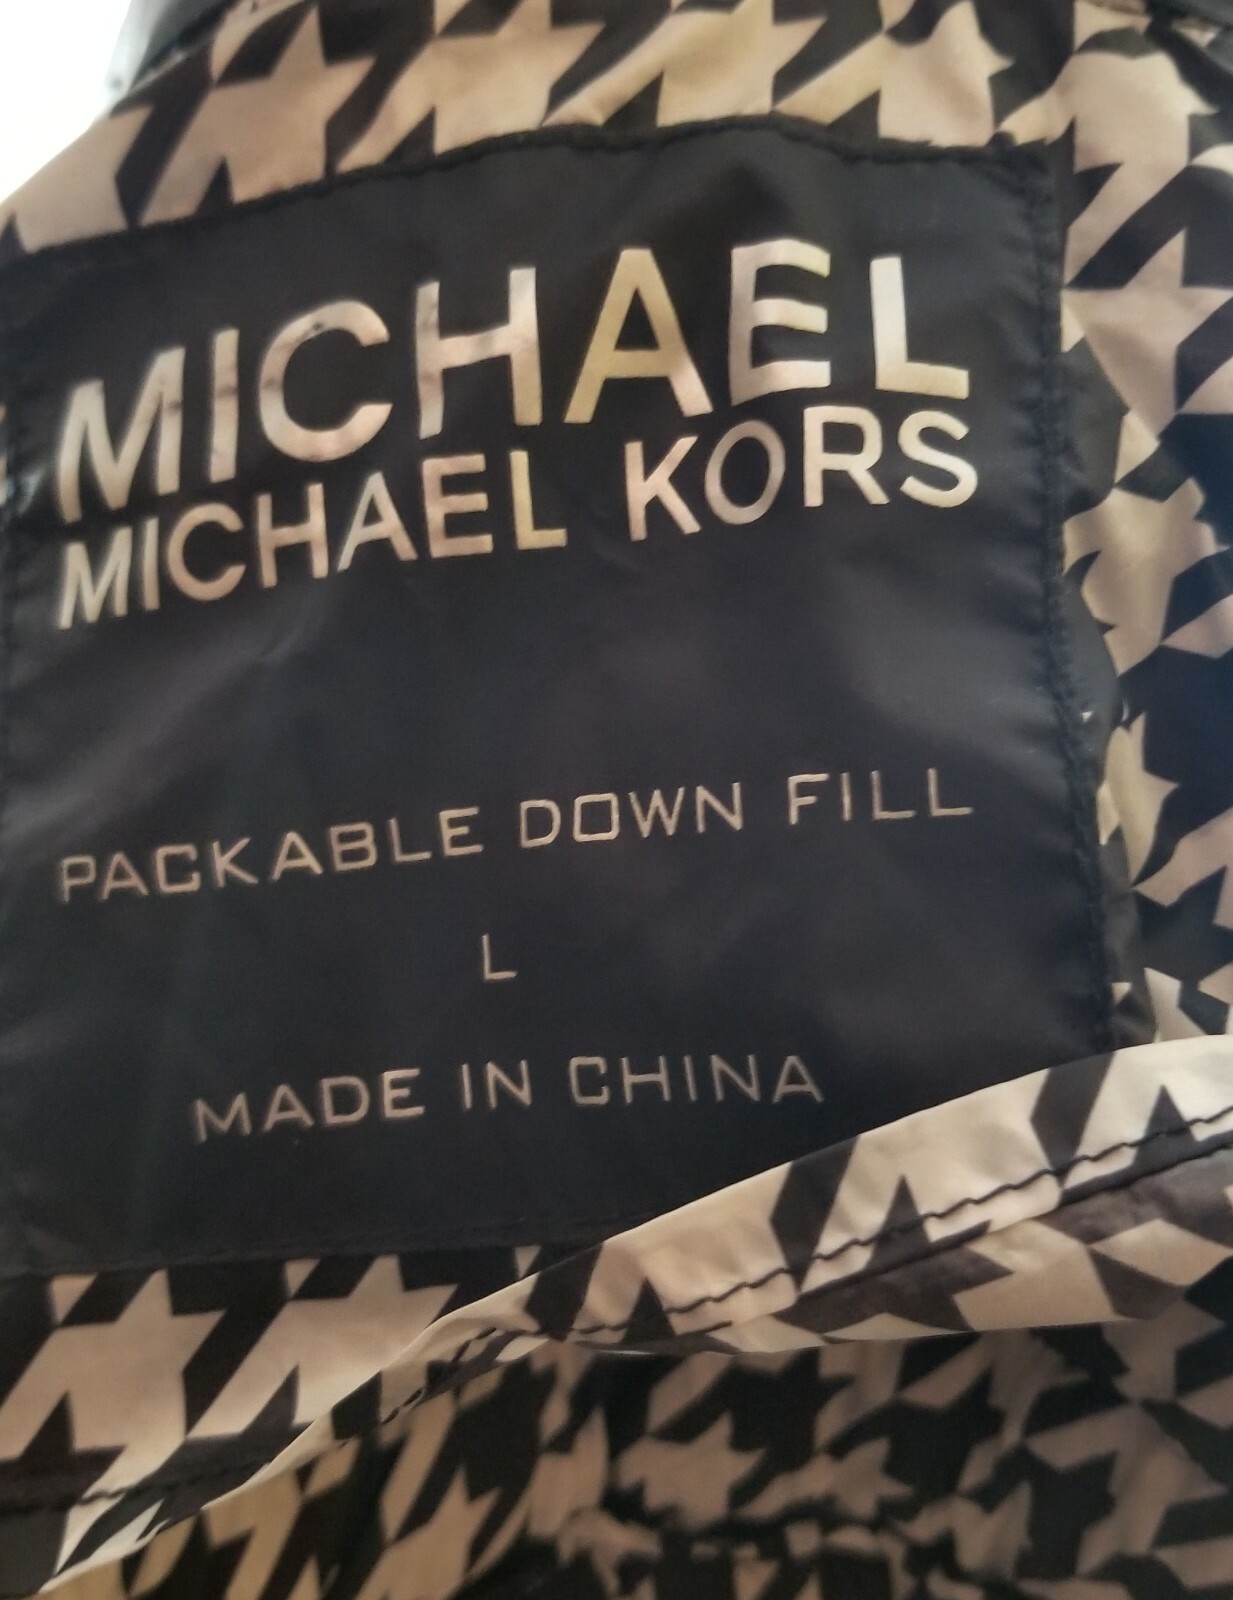 MICHAEL
MICHAEL KORS
PACKABLE DOWN FILL
L
MADE IN CHINA